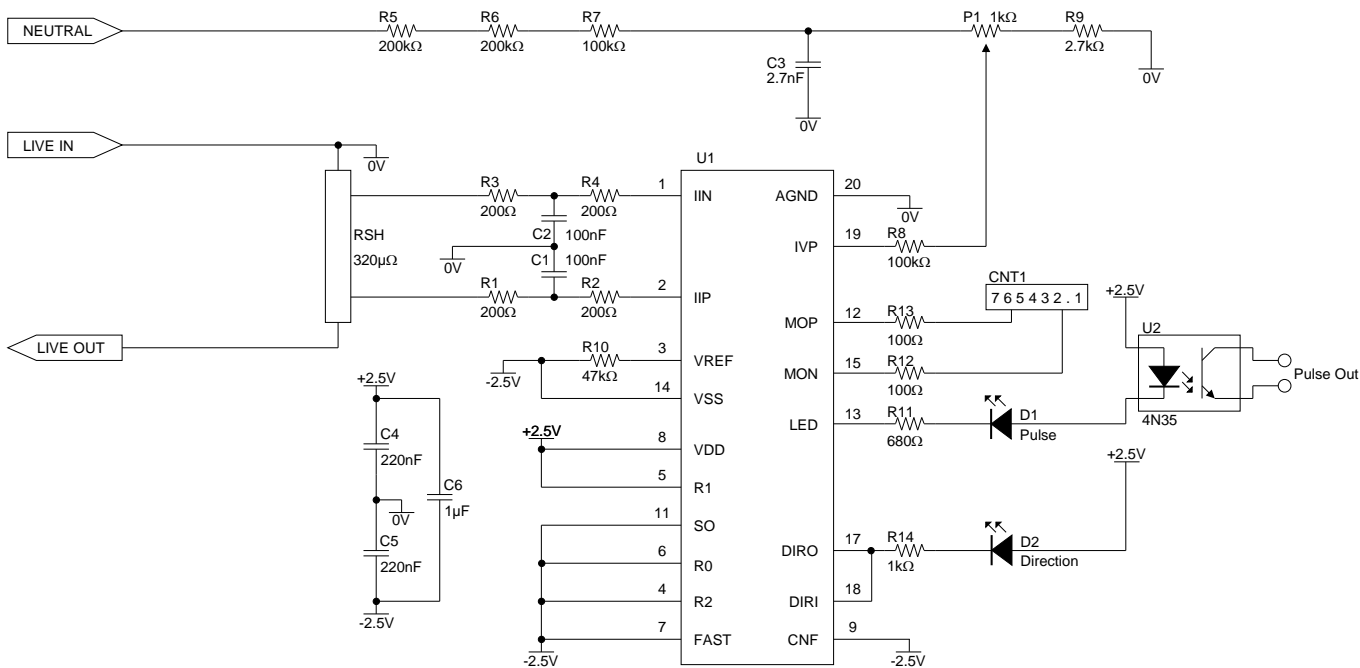 R5 R6 R7 P1 1kΩ R9
NEUTRAL
200kΩ 200kΩ 100kΩ 2.7kΩ
C3
2.7nF
0V
0V
LIVE IN
0V
U1
R3 R4 1 IIN AGND 20
200Ω 200Ω
0V
RSH
320µΩ
C2 100nF
0V
C1 100nF
IVP 19 R8
100kΩ
CNT1
7 6 5 4 3 2 . 1
R1 R2 2 IIP
200Ω 200Ω
+2.5V
MOP 12 R13
100Ω
U2
LIVE OUT
R10 3 VREF
-2.5V 47kΩ
MON 15 R12
100Ω
Pulse Out
+2.5V
14 VSS
LED 13 R11 D1
680Ω Pulse
4N35
C4
220nF
+2.5V 8 VDD
+2.5V
5 R1
C6
1µF
0V
11 SO
C5
220nF
DIRO 17 R14 D2
1kΩ Direction
6 R0
4 R2 DIRI 18
-2.5V
7 FAST CNF 9
-2.5V
-2.5V